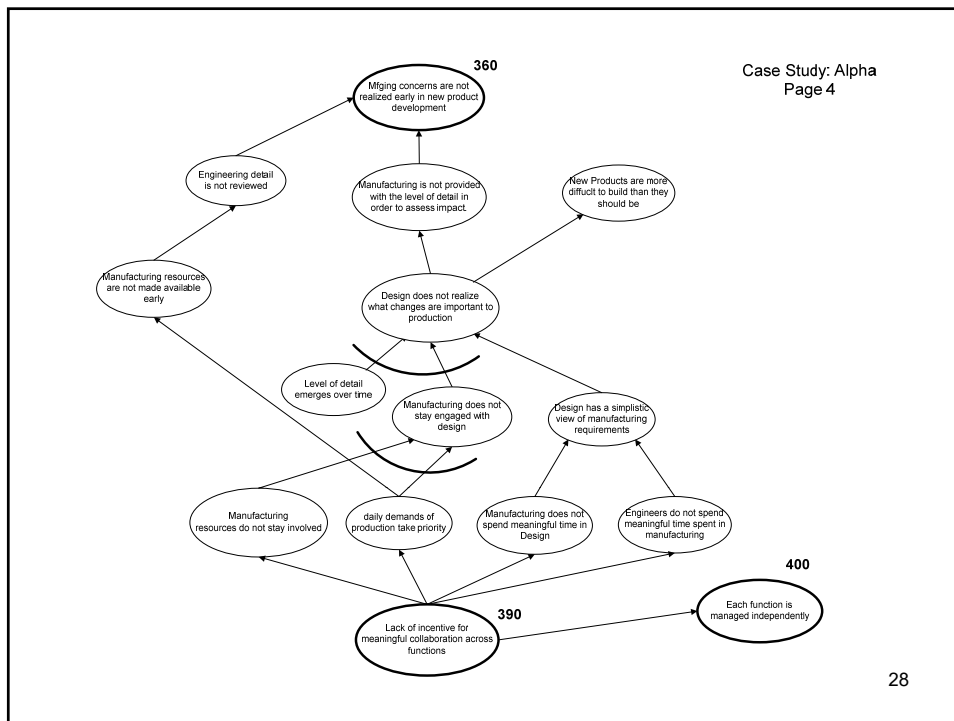 360
Case Study: Alpha
Page 4
Mfging concerns are not
realized early in new product
development
Engineering detail
is not reviewed
Manufacturing is not provided
with the level of detail in
order to assess impact.
New Products are more
diffuclt to build than they
should be
Manufacturing resources
are not made available
early
Design does not realize
what changes are important to
production
Level of detail
emerges over time
Manufacturing does not
stay engaged with
design
Design has a simplistic
view of manufacturing
requirements
Manufacturing
resources do not stay involved
daily demands of
production take priority
Manufacturing does not
spend meaningful time in
Design
Engineers do not spend
meaningful time spent in
manufacturing
400
Each function is
managed independently
390
Lack of incentive for
meaningful collaboration across
functions
28